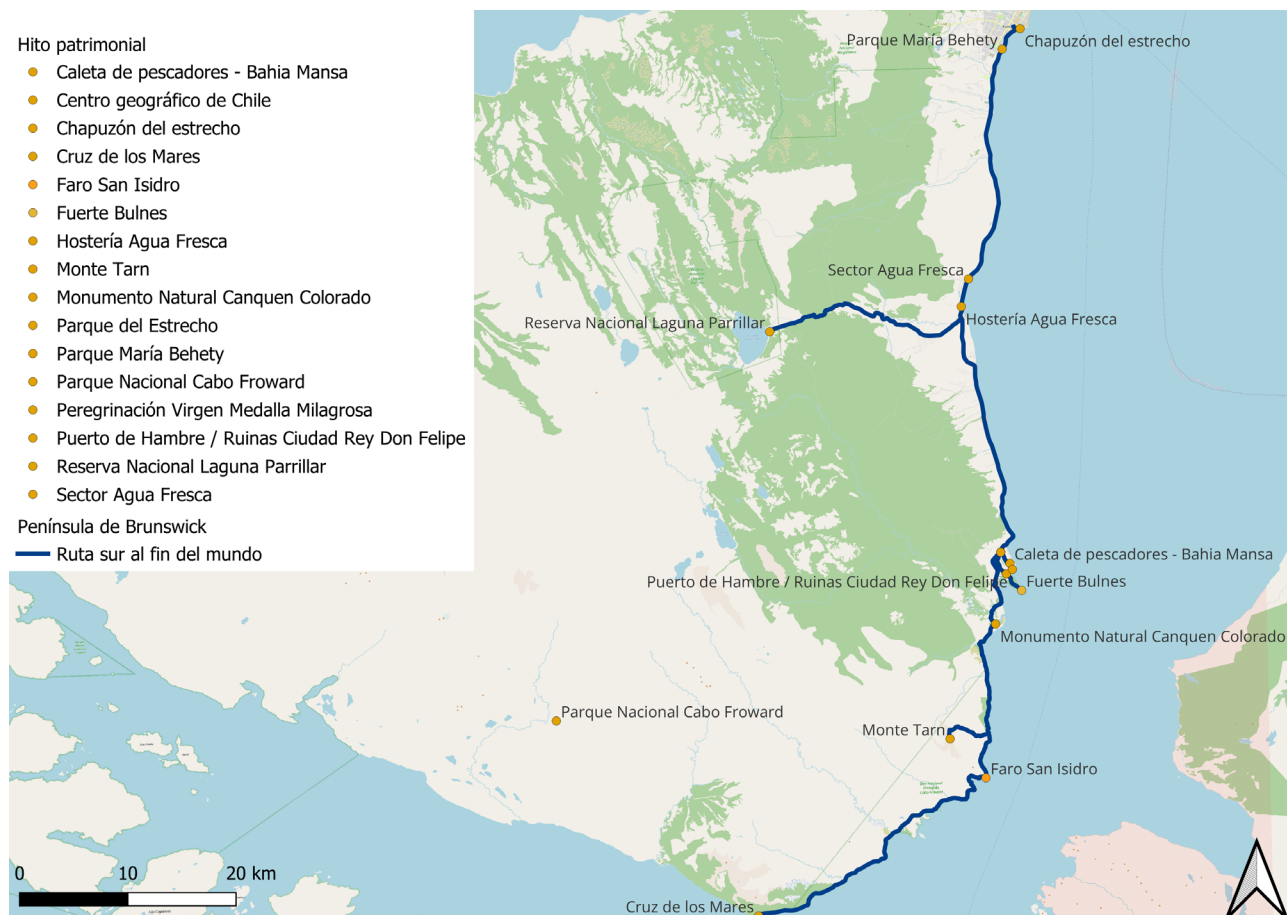 Hito patrimonial
Caleta de pescadores - Bahia Mansa
Centro geográfico de Chile
Chapuzón del estrecho
Cruz de los Mares
Faro San Isidro
Fuerte Bulnes
Hostería Agua Fresca
Monte Tarn
Monumento Natural Canquen Colorado
Parque del Estrecho
Parque María Behety
Parque Nacional Cabo Froward
Peregrinación Virgen Medalla Milagrosa
Puerto de Hambre / Ruinas Ciudad Rey Don Felipe
Reserva Nacional Laguna Parrillar
Sector Agua Fresca
Península de Brunswick
Ruta sur al fin del mundo
Parque María Behety
Chapuzón del estrecho
Sector Agua Fresca
Hostería Agua Fresca
Reserva Nacional Laguna Parrillar
Caleta de pescadores - Bahia Mansa
Puerto de Hambre / Ruinas Ciudad Rey Don Felipe
Fuerte Bulnes
Monumento Natural Canquen Colorado
Parque Nacional Cabo Froward
Monte Tarn
Faro San Isidro
Cruz de los Mares
0 10 20 km